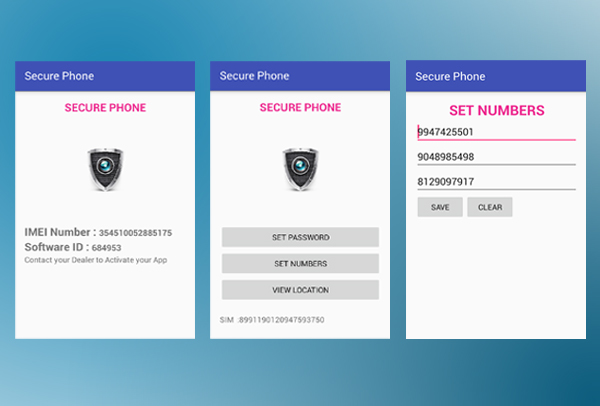 Secure Phone
SECURE PHONE
IMEI Number : 354510052885175
Software ID : 684953
Contact your Dealer to Activate your App
Secure Phone
SECURE PHONE
SET PASSWORD
SET NUMBERS
VIEW LOCATION
SIM :8991190120947593750
Secure Phone
SET NUMBERS
9947425501
9048985498
8129097917
SAVE CLEAR